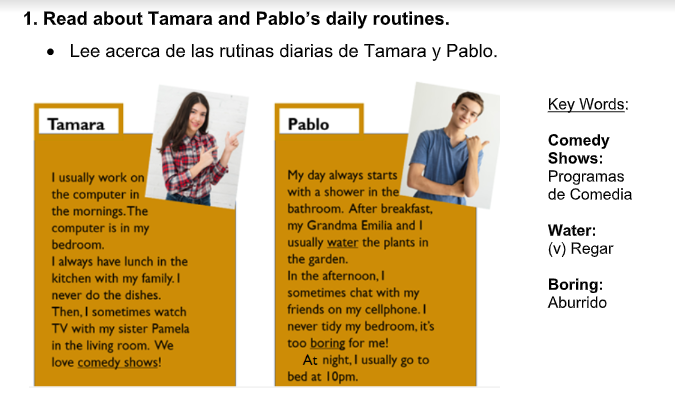 1. Read about Tamara and Pablo's daily routines.
• Lee acerca de las rutinas diarias de Tamara y Pablo.
Tamara
I usually work on
the computer in
the mornings.The
computer is in my
bedroom.
I always have lunch in the
kitchen with my family. I
never do the dishes.
Then, I sometimes watch
TV with my sister Pamela
in the living room. We
love comedy shows!
Pablo
My day always starts
with a shower in the
bathroom. After breakfast,
my Grandma Emilia and I
usually water the plants in
the garden.
In the afternoon, I
sometimes chat with my
friends on my cellphone. I
never tidy my bedroom, it's
too boring for me!
At night, I usually go to
bed at 10pm.
Key Words:
Comedy
Shows:
Programas
de Comedia
Water:
(v) Regar
Boring:
Aburrido